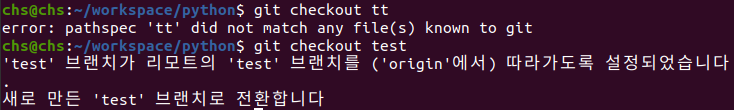 chs@chs:~/workspace/python$ git checkout tt
error: pathspec 'tt' did not match any file(s) known to git
chs@chs:~/workspace/python$ git checkout test
'test' 브랜치가 리모트의 'test' 브랜치를 ('origin'에서) 따라가도록 설정되었습니다
.
새로 만든 'test' 브랜치로 전환합니다